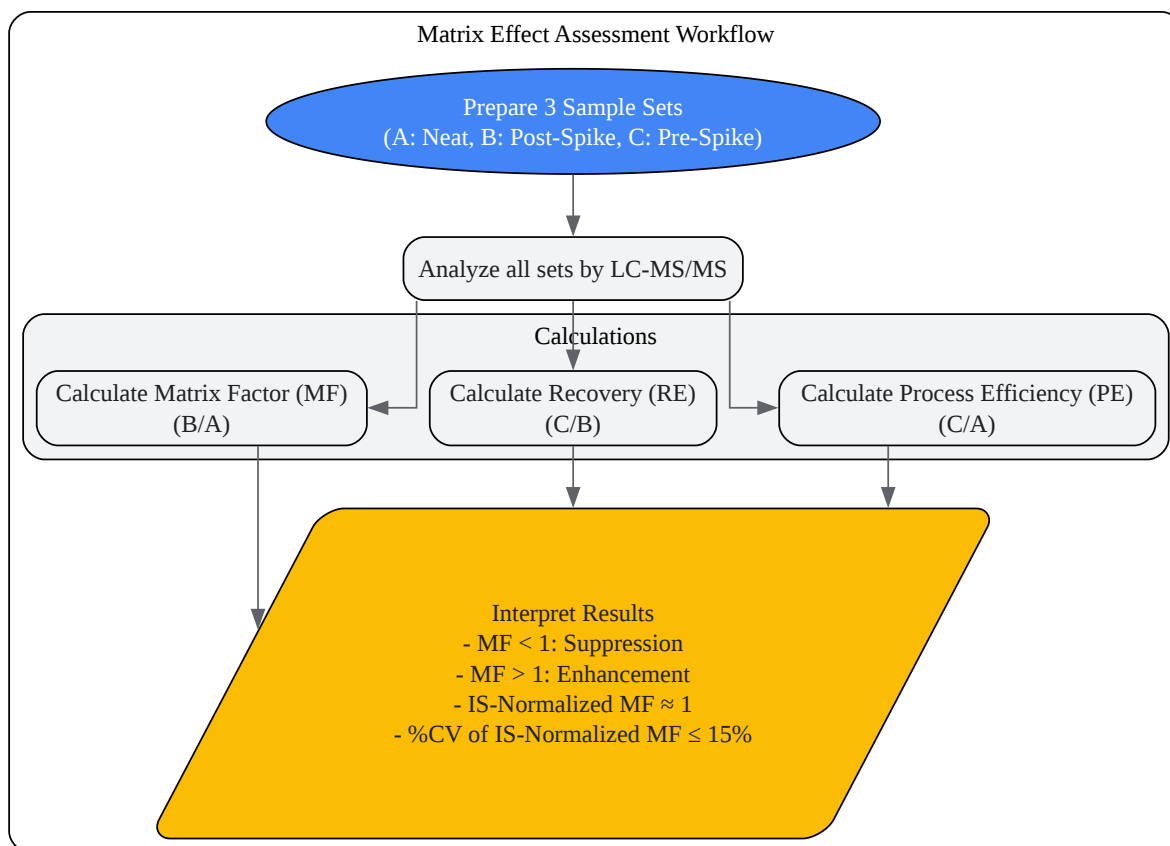 Matrix Effect Assessment Workflow
Prepare 3 Sample Sets
(A: Neat, B: Post-Spike, C: Pre-Spike)
Analyze all sets by LC-MS/MS
Calculations
Calculate Matrix Factor (MF)
(B/A)
Calculate Recovery (RE)
(C/B)
Calculate Process Efficiency (PE)
(C/A)
Interpret Results
- MF < 1: Suppression
- MF > 1: Enhancement
- IS-Normalized MF ≈ 1
- %CV of IS-Normalized MF ≤ 15%